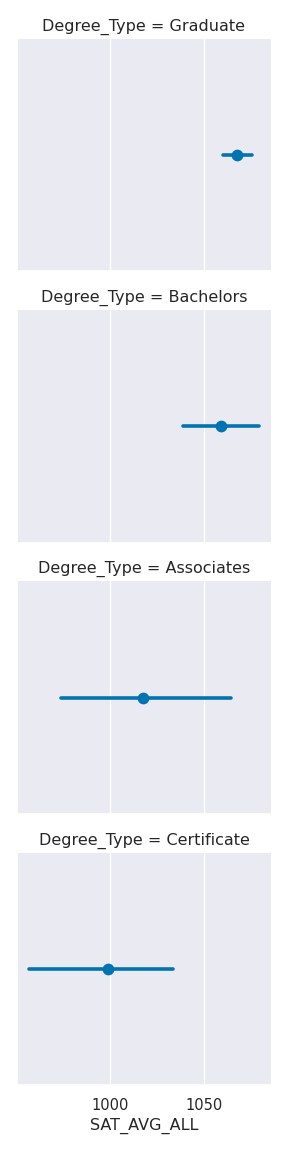 Degree_Type = Graduate
Degree_Type = Bachelors
Degree_Type = Associates
Degree_Type = Certificate
1000 1050
SAT_AVG_ALL